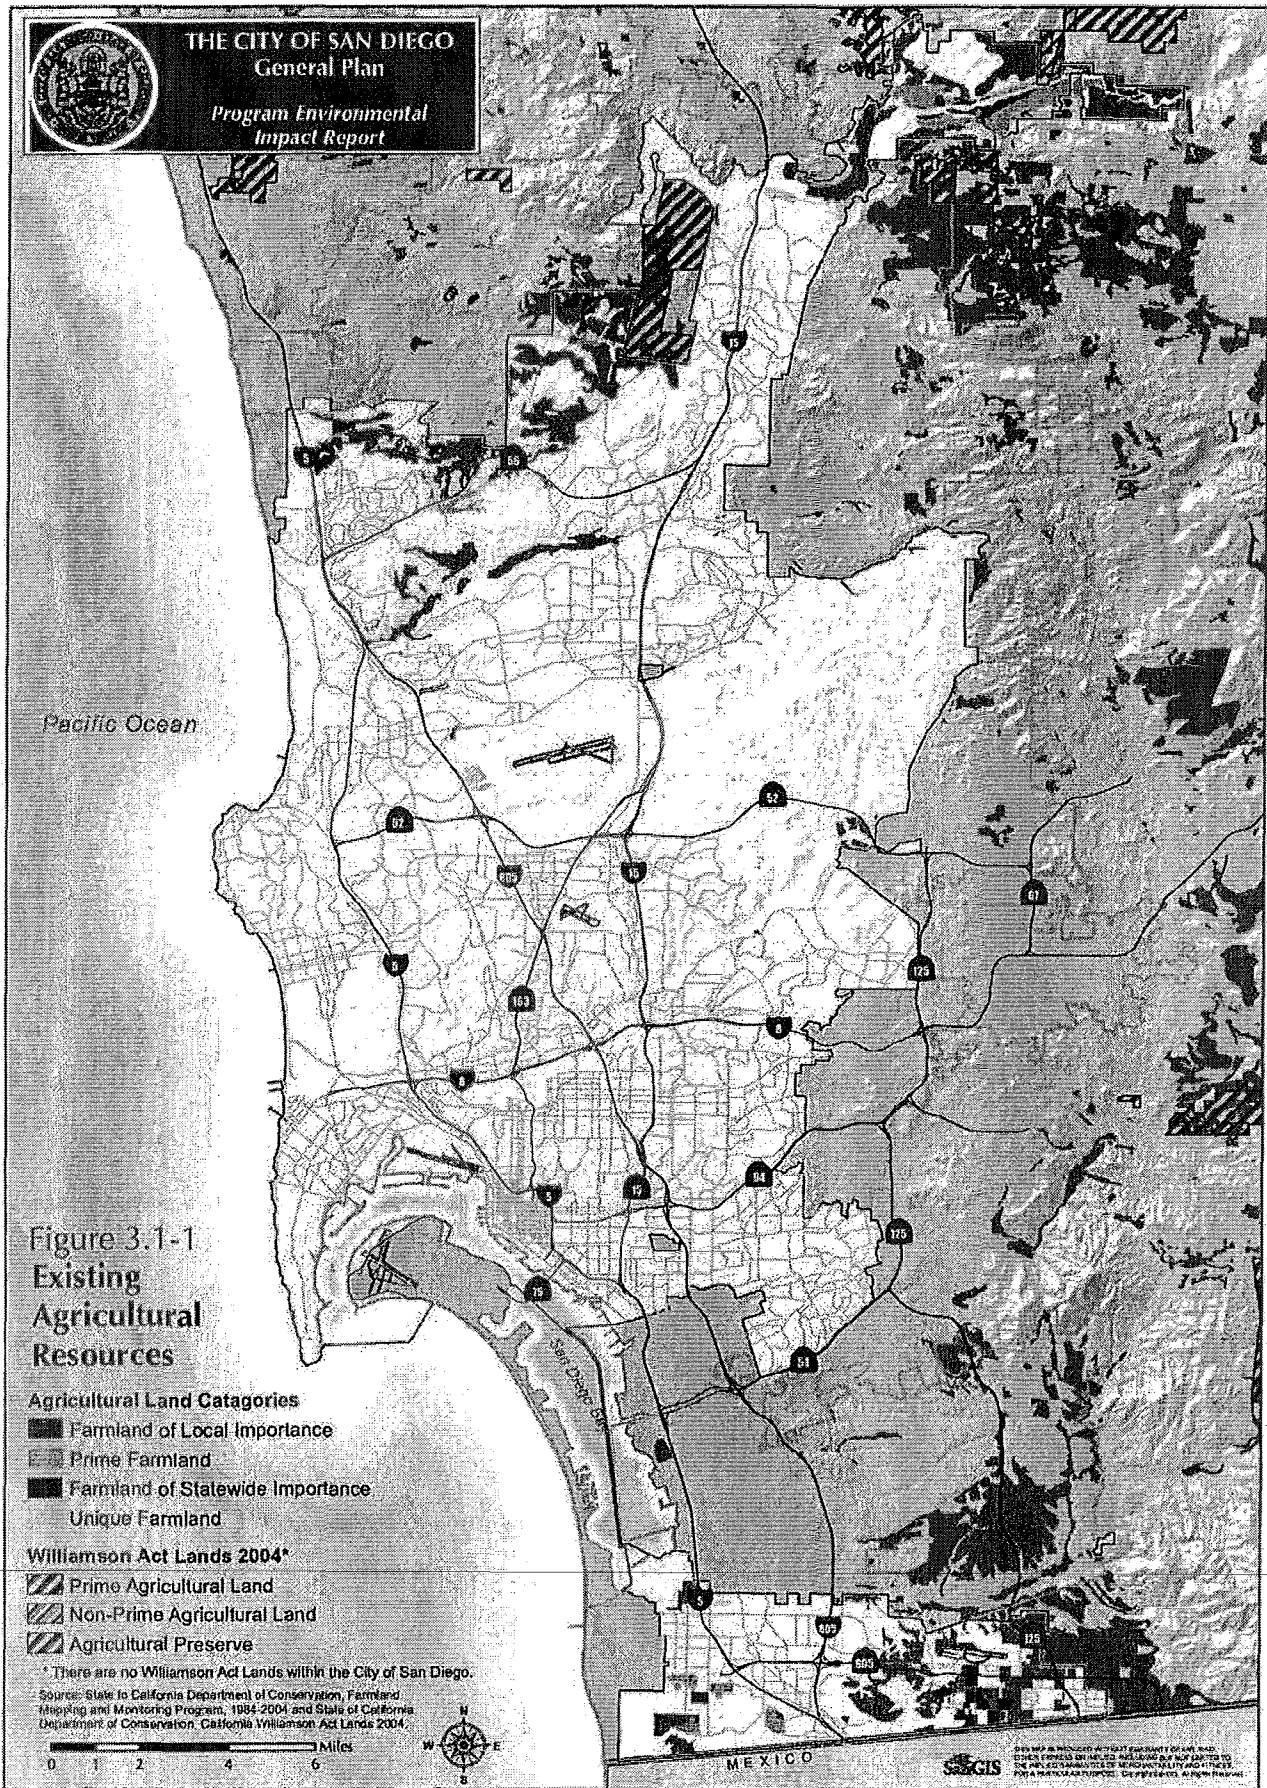 THE CITY OF SAN DIEGO
General Plan
Program Environmental
Impact Report
15
5
56
Pacific Ocean
52
52
805
15
67
5
163
125
8
8
94
5
15
125
75
54
San Diego Bay
Figure 3.1-1
Existing
Agricultural
Resources
Agricultural Land Catagories
Farmland of Local Importance
Prime Farmland
Farmland of Statewide Importance
Unique Farmland
Williamson Act Lands 2004*
Prime Agricultural Land
Non-Prime Agricultural Land
Agricultural Preserve
* There are no Williamson Act Lands within the City of San Diego.
Source: State fo California Department of Conservation, Farmland
Mapping and Monitoring Program, 1984-2004 and State of California
Department of Conservation, California Williamson Act Lands 2004.
5
805
905
125
N
W E
S
Miles
0 1 2 4 6
MEXICO
SanGIS